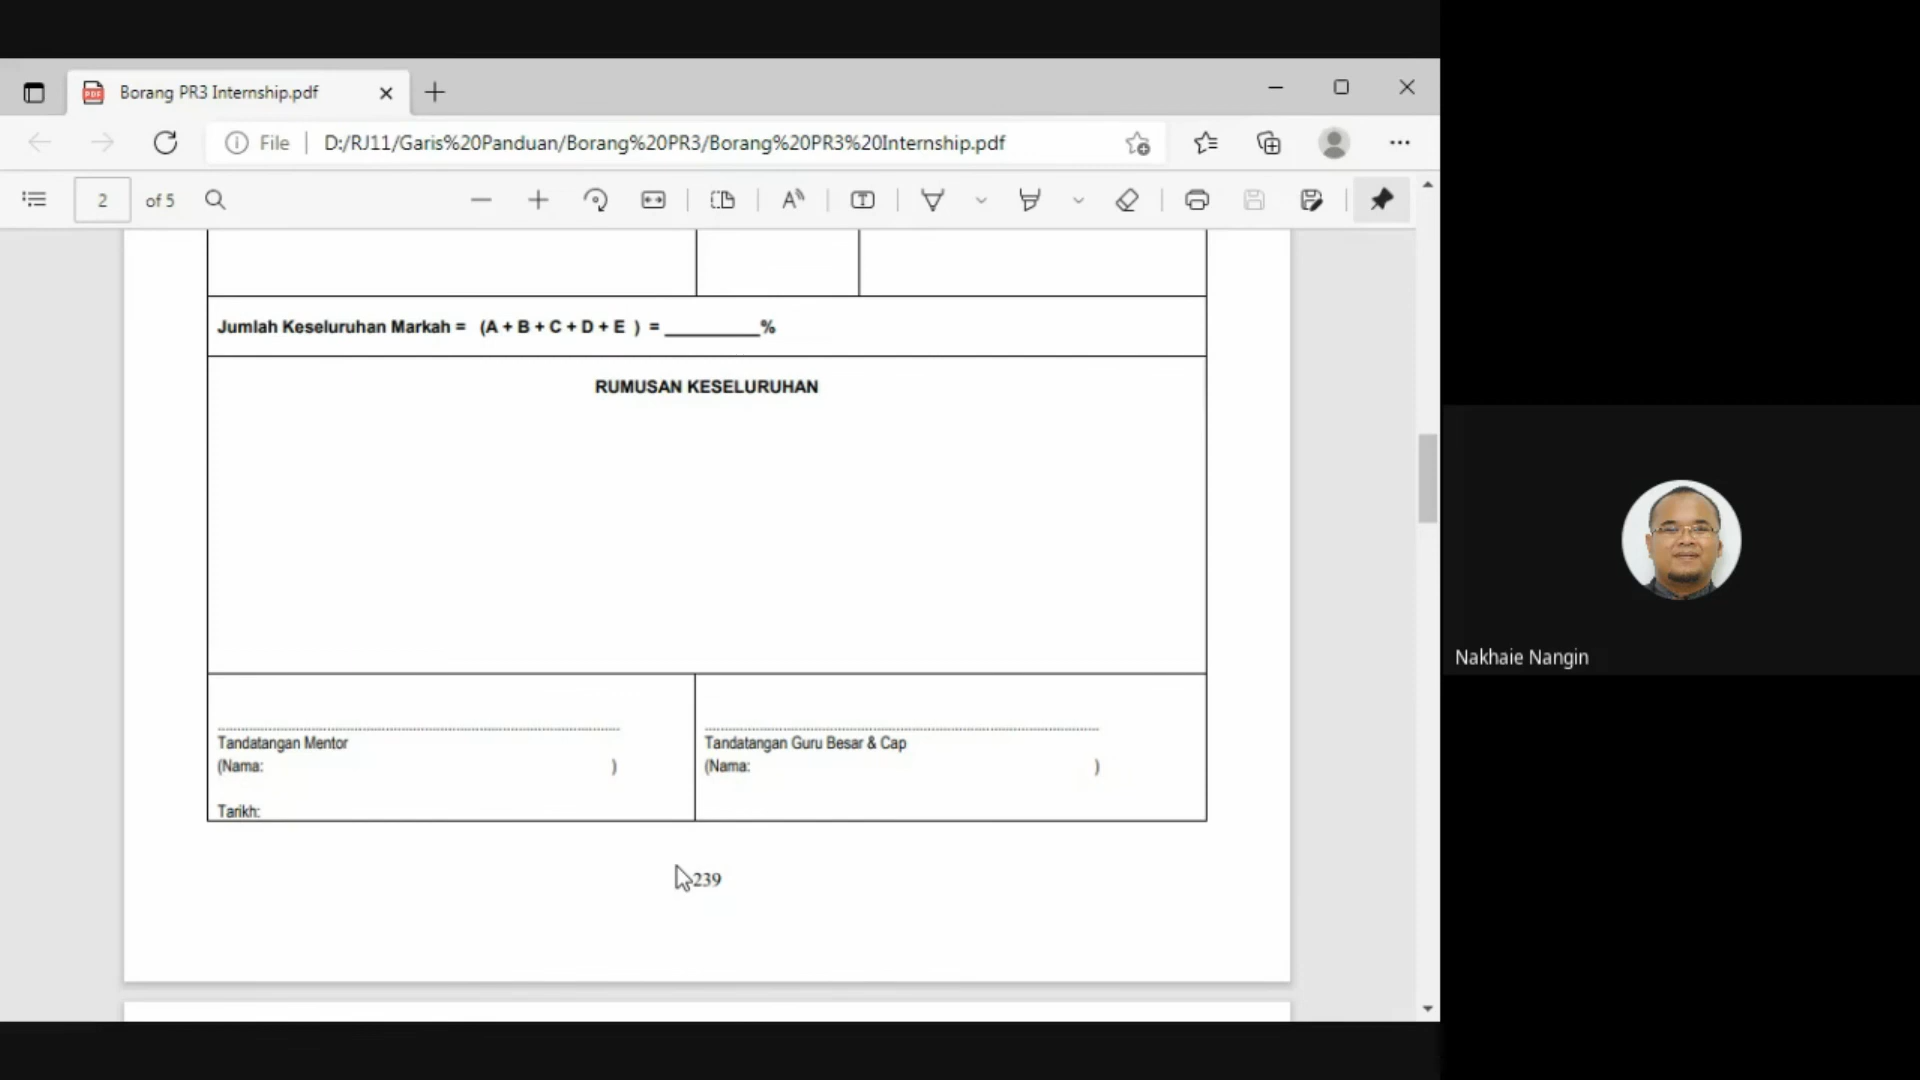 Borang PR3 Internship.pdf
File D:/RJ11/Garis%20Panduan/Borang%20PR3/Borang%20PR3%20Internship.pdf
2 of 5
Jumlah Keseluruhan Markah = (A + B + C + D + E ) = __________%
RUMUSAN KESELURUHAN
Tandatangan Mentor
(Nama: )
Tarikh:
Tandatangan Guru Besar & Cap
(Nama: )
239
Nakhaie Nangin